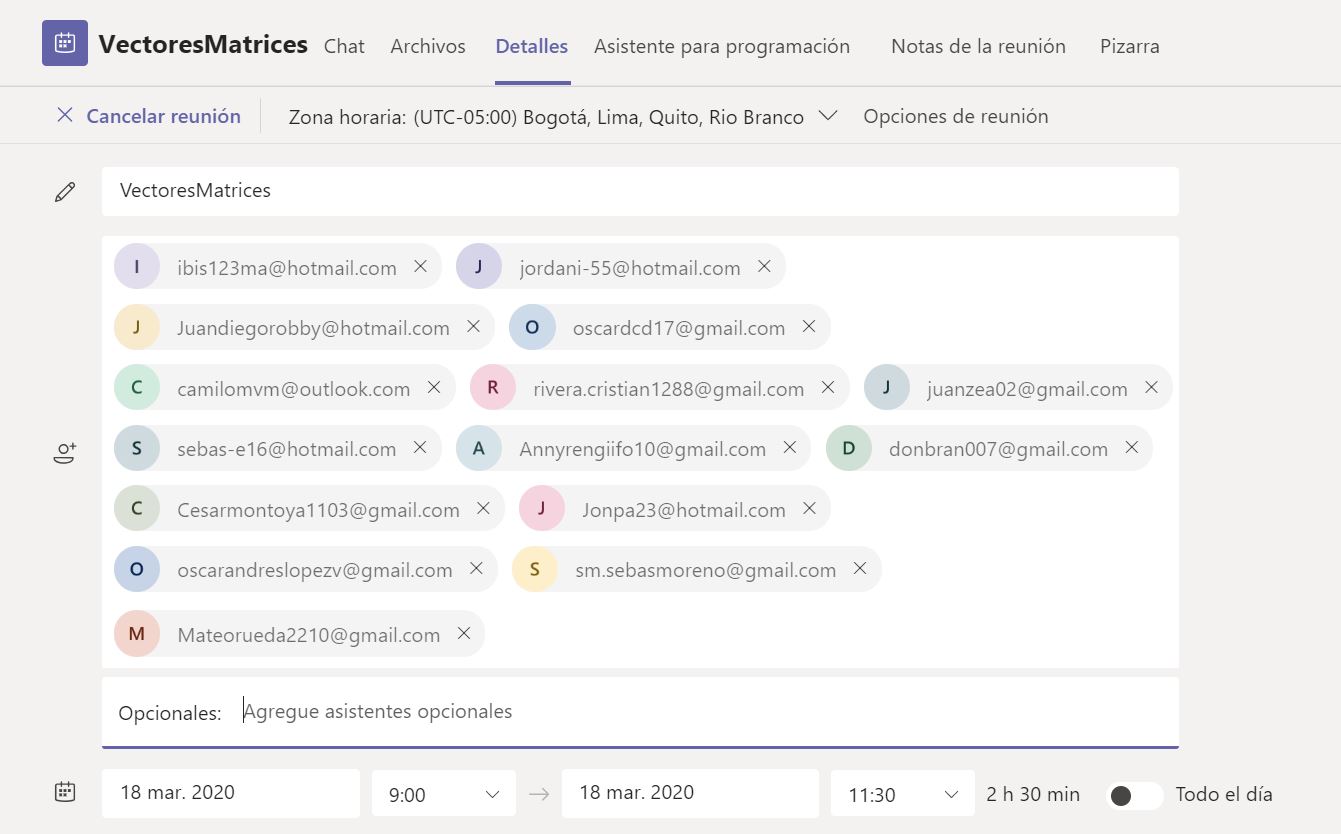 VectoresMatrices Chat Archivos Detalles Asistente para programación Notas de la reunión Pizarra
Cancelar reunión Zona horaria: (UTC-05:00) Bogotá, Lima, Quito, Rio Branco Opciones de reunión
VectoresMatrices
I ibis123ma@hotmail.com J jordani-55@hotmail.com
J Juandiegorobby@hotmail.com O oscardcd17@gmail.com
C camilomvm@outlook.com R rivera.cristian1288@gmail.com J juanzea02@gmail.com
S sebas-e16@hotmail.com A Annyrengiifo10@gmail.com D donbran007@gmail.com
C Cesarmontoya1103@gmail.com J Jonpa23@hotmail.com
O oscarandreslopezv@gmail.com S sm.sebasmoreno@gmail.com
M Mateorueda2210@gmail.com
Opcionales: Agregue asistentes opcionales
18 mar. 2020 9:00 18 mar. 2020 11:30 2 h 30 min Todo el día